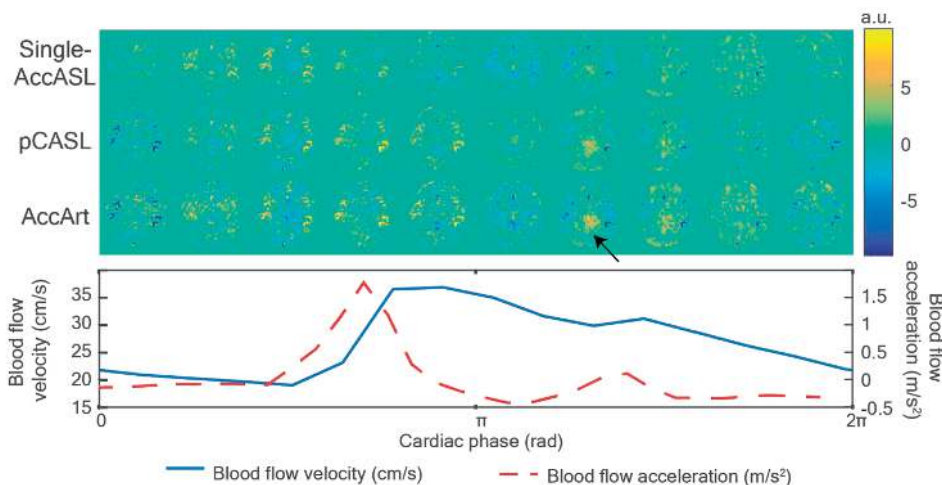 a.u.
Single-
AccASL
pCASL
AccArt
5
0
-5
Blood flow
velocity (cm/s)
35
30
25
20
15
1.5
1
0.5
0
-0.5
Blood flow
acceleration (m/s²)
0
π
2π
Cardiac phase (rad)
Blood flow velocity (cm/s)
Blood flow acceleration (m/s²)